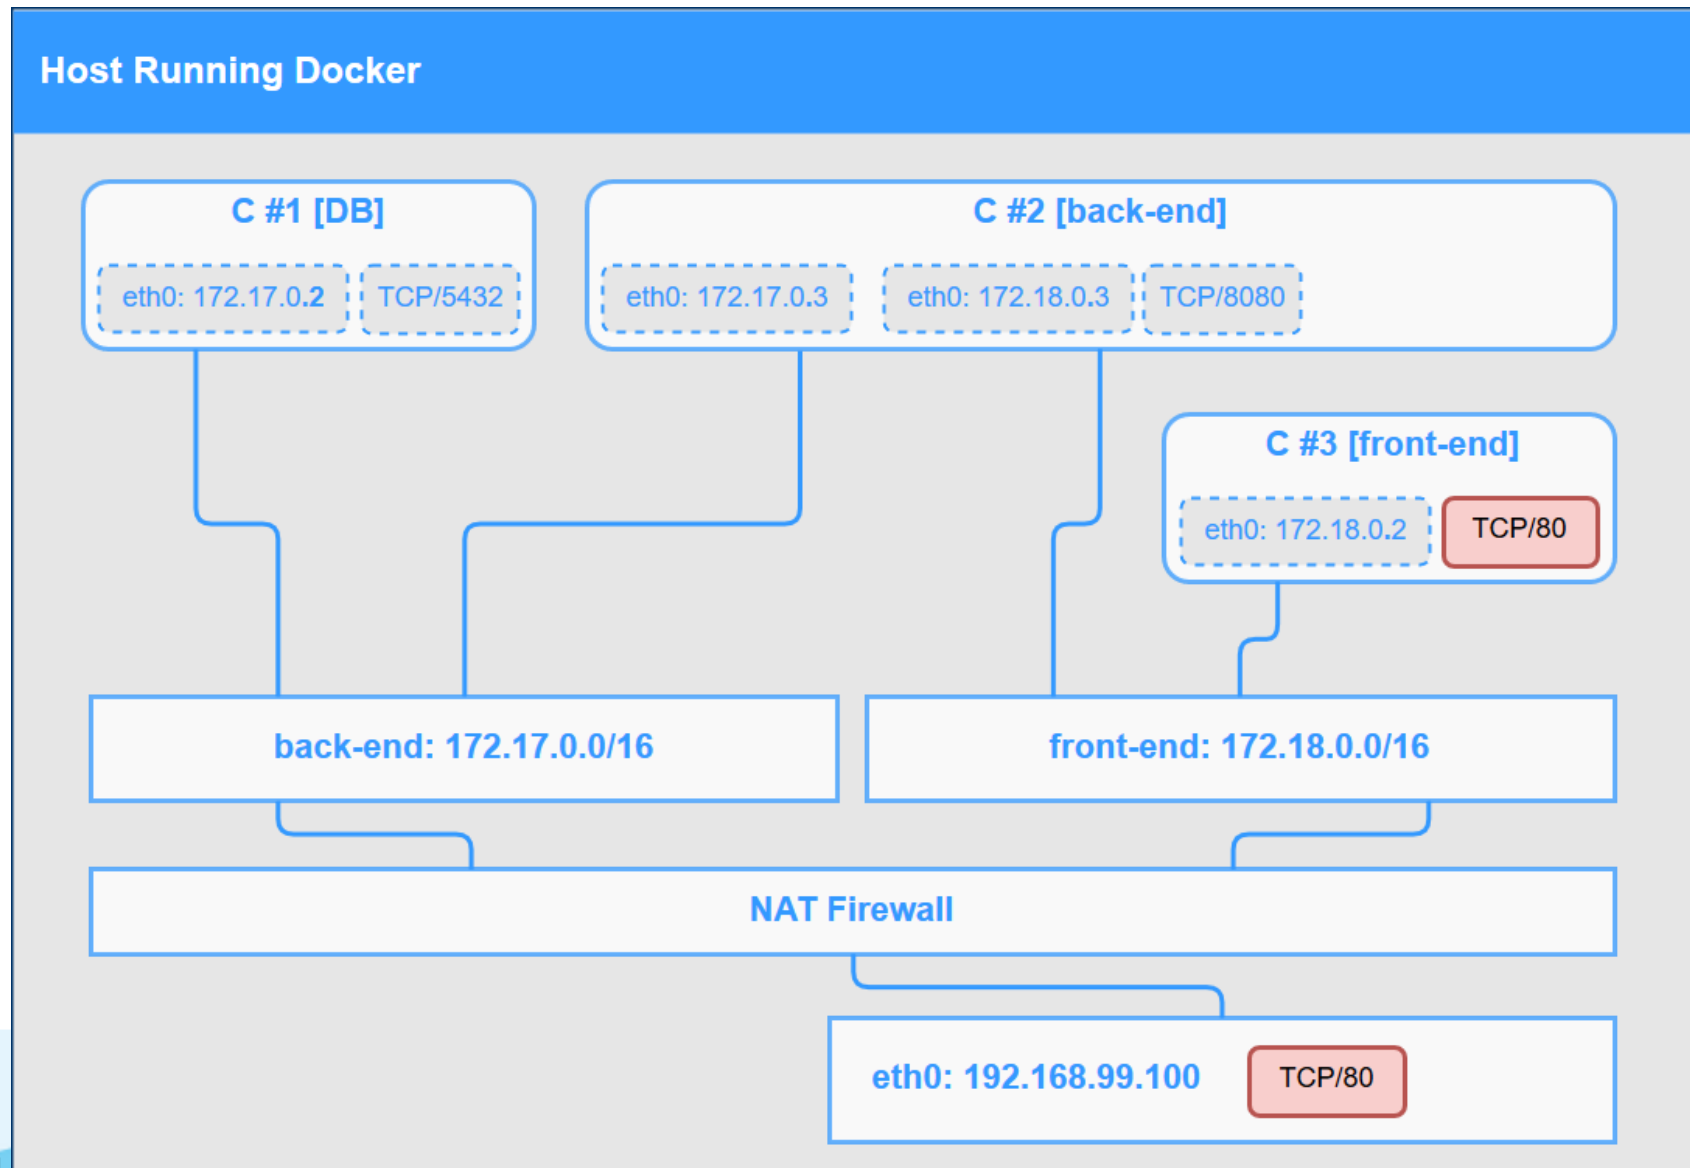 Host Running Docker
C #1 [DB]
eth0: 172.17.0.2
TCP/5432
C #2 [back-end]
eth0: 172.17.0.3
eth0: 172.18.0.3
TCP/8080
C #3 [front-end]
eth0: 172.18.0.2
TCP/80
back-end: 172.17.0.0/16
front-end: 172.18.0.0/16
NAT Firewall
eth0: 192.168.99.100
TCP/80